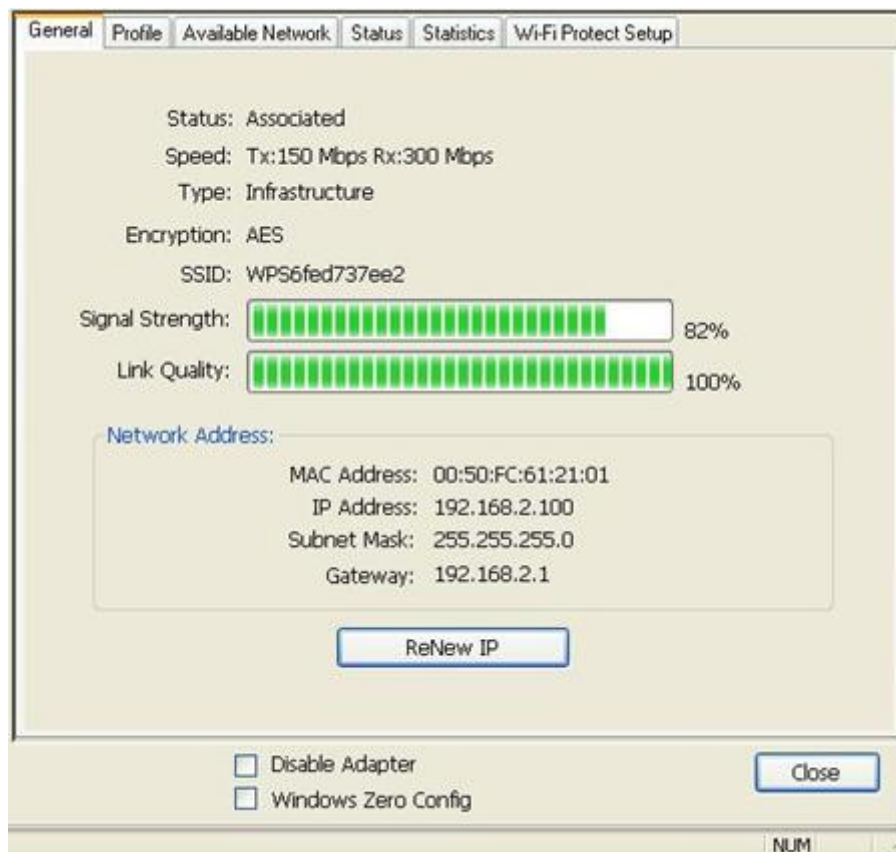 General Profile Available Network Status Statistics Wi-Fi Protect Setup
Status: Associated
Speed: Tx:150 Mbps Rx:300 Mbps
Type: Infrastructure
Encryption: AES
SSID: WPS6fed737ee2
Signal Strength: 82%
Link Quality: 100%
Network Address:
MAC Address: 00:50:FC:61:21:01
IP Address: 192.168.2.100
Subnet Mask: 255.255.255.0
Gateway: 192.168.2.1
ReNew IP
Disable Adapter
Close
Windows Zero Config
NUM